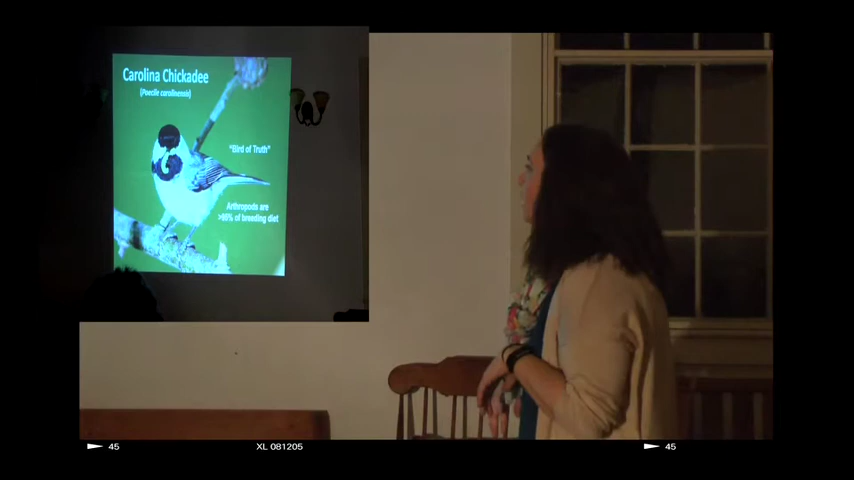 Carolina Chickadee
(Poecile carolinensis)
"Bird of Truth"
Arthropods are
>90% of breeding diet
45
XL 081205
45